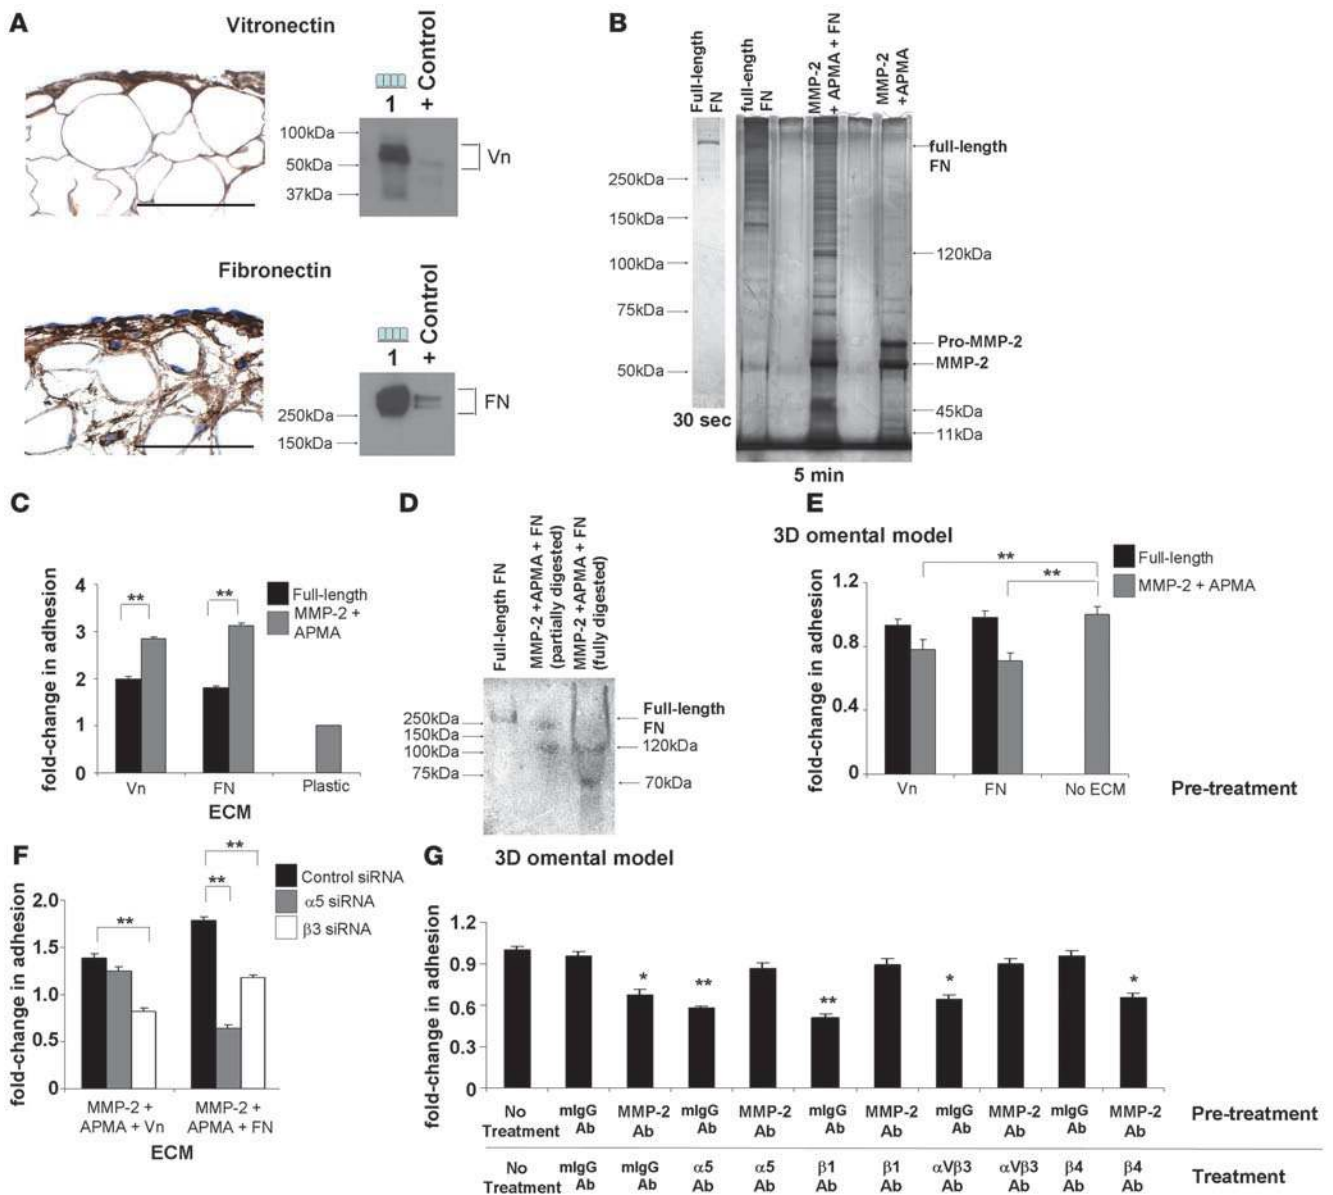 A
Vitronectin
1
+ Control
100kDa
50kDa
37kDa
Vn
Fibronectin
1
+ Control
250kDa
150kDa
FN
B
Full-length
FN
full-ength
FN
MMP-2
+ APMA + FN
MMP-2
+APMA
250kDa
150kDa
100kDa
75kDa
50kDa
full-length
FN
120kDa
Pro-MMP-2
MMP-2
45kDa
11kDa
30 sec
5 min
C
fold-change in adhesion
4
3
2
1
0
**
**
Full-length
MMP-2 +
APMA
Vn
FN
Plastic
ECM
D
Full-length FN
MMP-2 +APMA + FN
(partially digested)
MMP-2 +APMA + FN
(fully digested)
250kDa
150kDa
100kDa
75kDa
Full-length
FN
120kDa
70kDa
E
3D omental model
fold-change in adhesion
1.2
0.8
0.4
0
**
**
Full-length
MMP-2 + APMA
Vn
FN
No ECM
Pre-treatment
F
fold-change in adhesion
2.0
1.5
1.0
0.5
0
**
**
**
Control siRNA
α5 siRNA
β3 siRNA
MMP-2 +
APMA + Vn
MMP-2 +
APMA + FN
ECM
G
3D omental model
fold-change in adhesion
1.2
0.9
0.6
0.3
0
* ** ** * *
No mIgG MMP-2 mIgG MMP-2 mIgG MMP-2 mIgG MMP-2 mIgG MMP-2 Pre-treatment
Treatment Ab Ab Ab Ab Ab Ab Ab Ab Ab Ab
No mIgG mIgG α5 α5 β1 β1 αVβ3 αVβ3 β4 β4 Treatment
Treatment Ab Ab Ab Ab Ab Ab Ab Ab Ab Ab